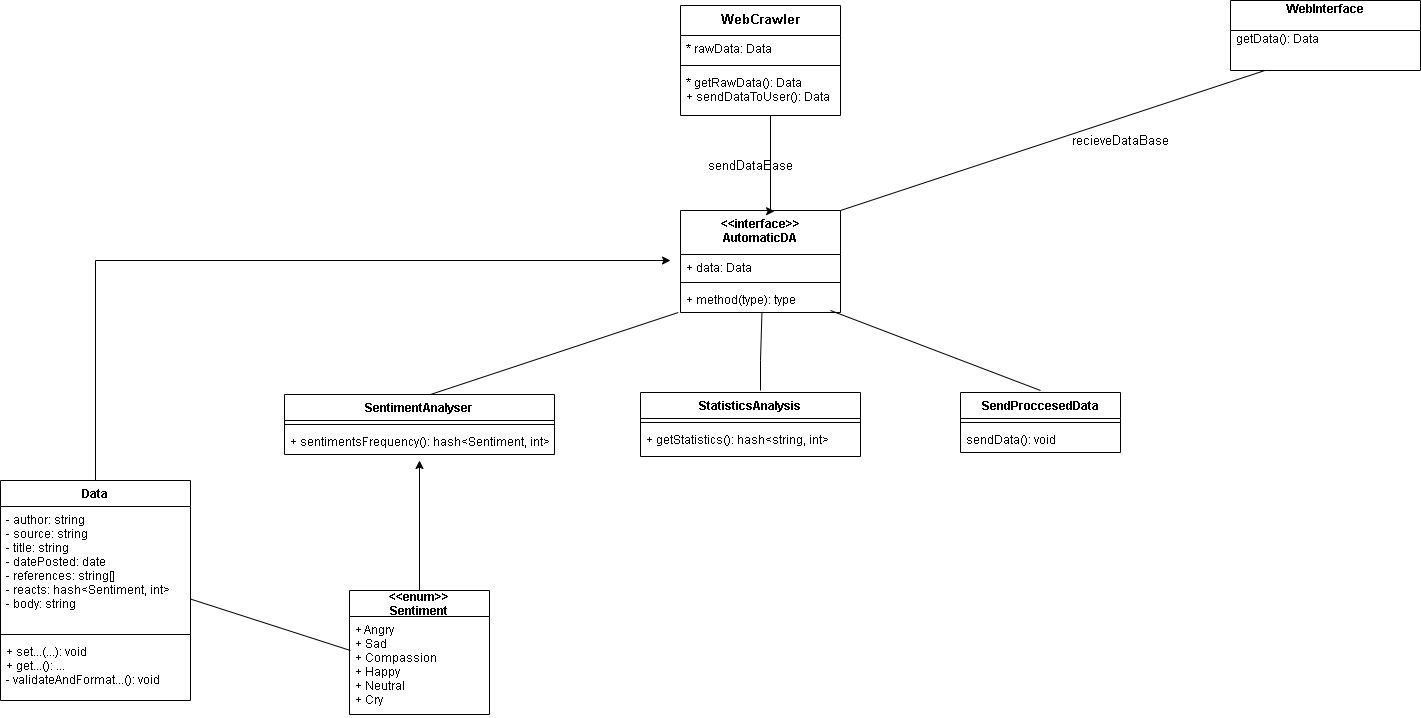 WebCrawler
* rawData: Data
* getRawData(): Data
+ sendDataToUser(): Data
WebInterface
getData(): Data
recieveDataBase
sendDataBase
<<interface>>
AutomaticDA
+ data: Data
+ method(type): type
SentimentAnalyser
+ sentimentsFrequency(): hash<Sentiment, int>
StatisticsAnalysis
+ getStatistics(): hash<string, int>
SendProccesedData
sendData(): void
Data
- author: string
- source: string
- title: string
- datePosted: date
- references: string[]
- reacts: hash<Sentiment, int>
- body: string
+ set...(...): void
+ get...(): ...
- validateAndFormat...(): void
<<enum>>
Sentiment
+ Angry
+ Sad
+ Compassion
+ Happy
+ Neutral
+ Cry